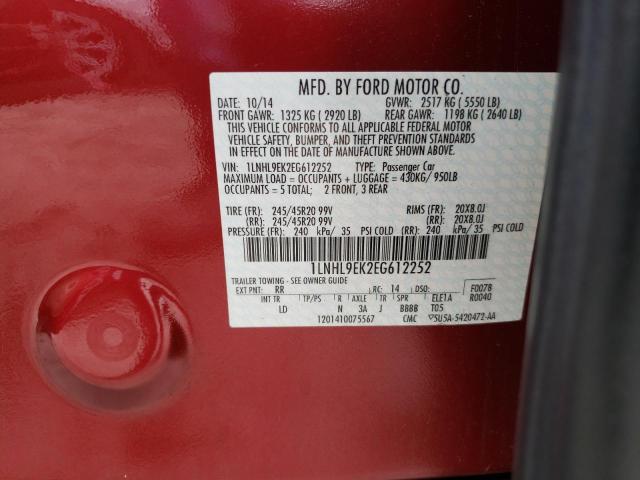 MFD. BY FORD MOTOR CO.
DATE: 10/14 GVWR: 2517 KG ( 5550 LB)
FRONT GAWR: 1325 KG ( 2920 LB) REAR GAWR: 1198 KG ( 2640 LB)
THIS VEHICLE CONFORMS TO ALL APPLICABLE FEDERAL MOTOR
VEHICLE SAFETY, BUMPER, AND THEFT PREVENTION STANDARDS
IN EFFECT ON THE DATE OF MANUFACTURE SHOWN ABOVE.
VIN: 1LNHL9EK2EG612252 TYPE: Passenger Car
MAXIMUM LOAD = OCCUPANTS + LUGGAGE = 430KG/ 950LB
OCCUPANTS = 5 TOTAL; 2 FRONT, 3 REAR
TIRE (FR): 245/45R20 99V RIMS (FR): 20X8.0J
(RR): 245/45R20 99V (RR): 20X8.0J
PRESSURE (FR): 240 kPa/ 35 PSI COLD (RR): 240 kPa/ 35 PSI COLD
1LNHL9EK2EG612252
TRAILER TOWING - SEE OWNER GUIDE
EXT PNT: RR RC: 14 DSO: F0078
INT TR TP/PS R AXLE TR SPR ELE1A R0040
LD N 3A J BBBB T05
1201410075567 CMC 5U5A-5420472-AA